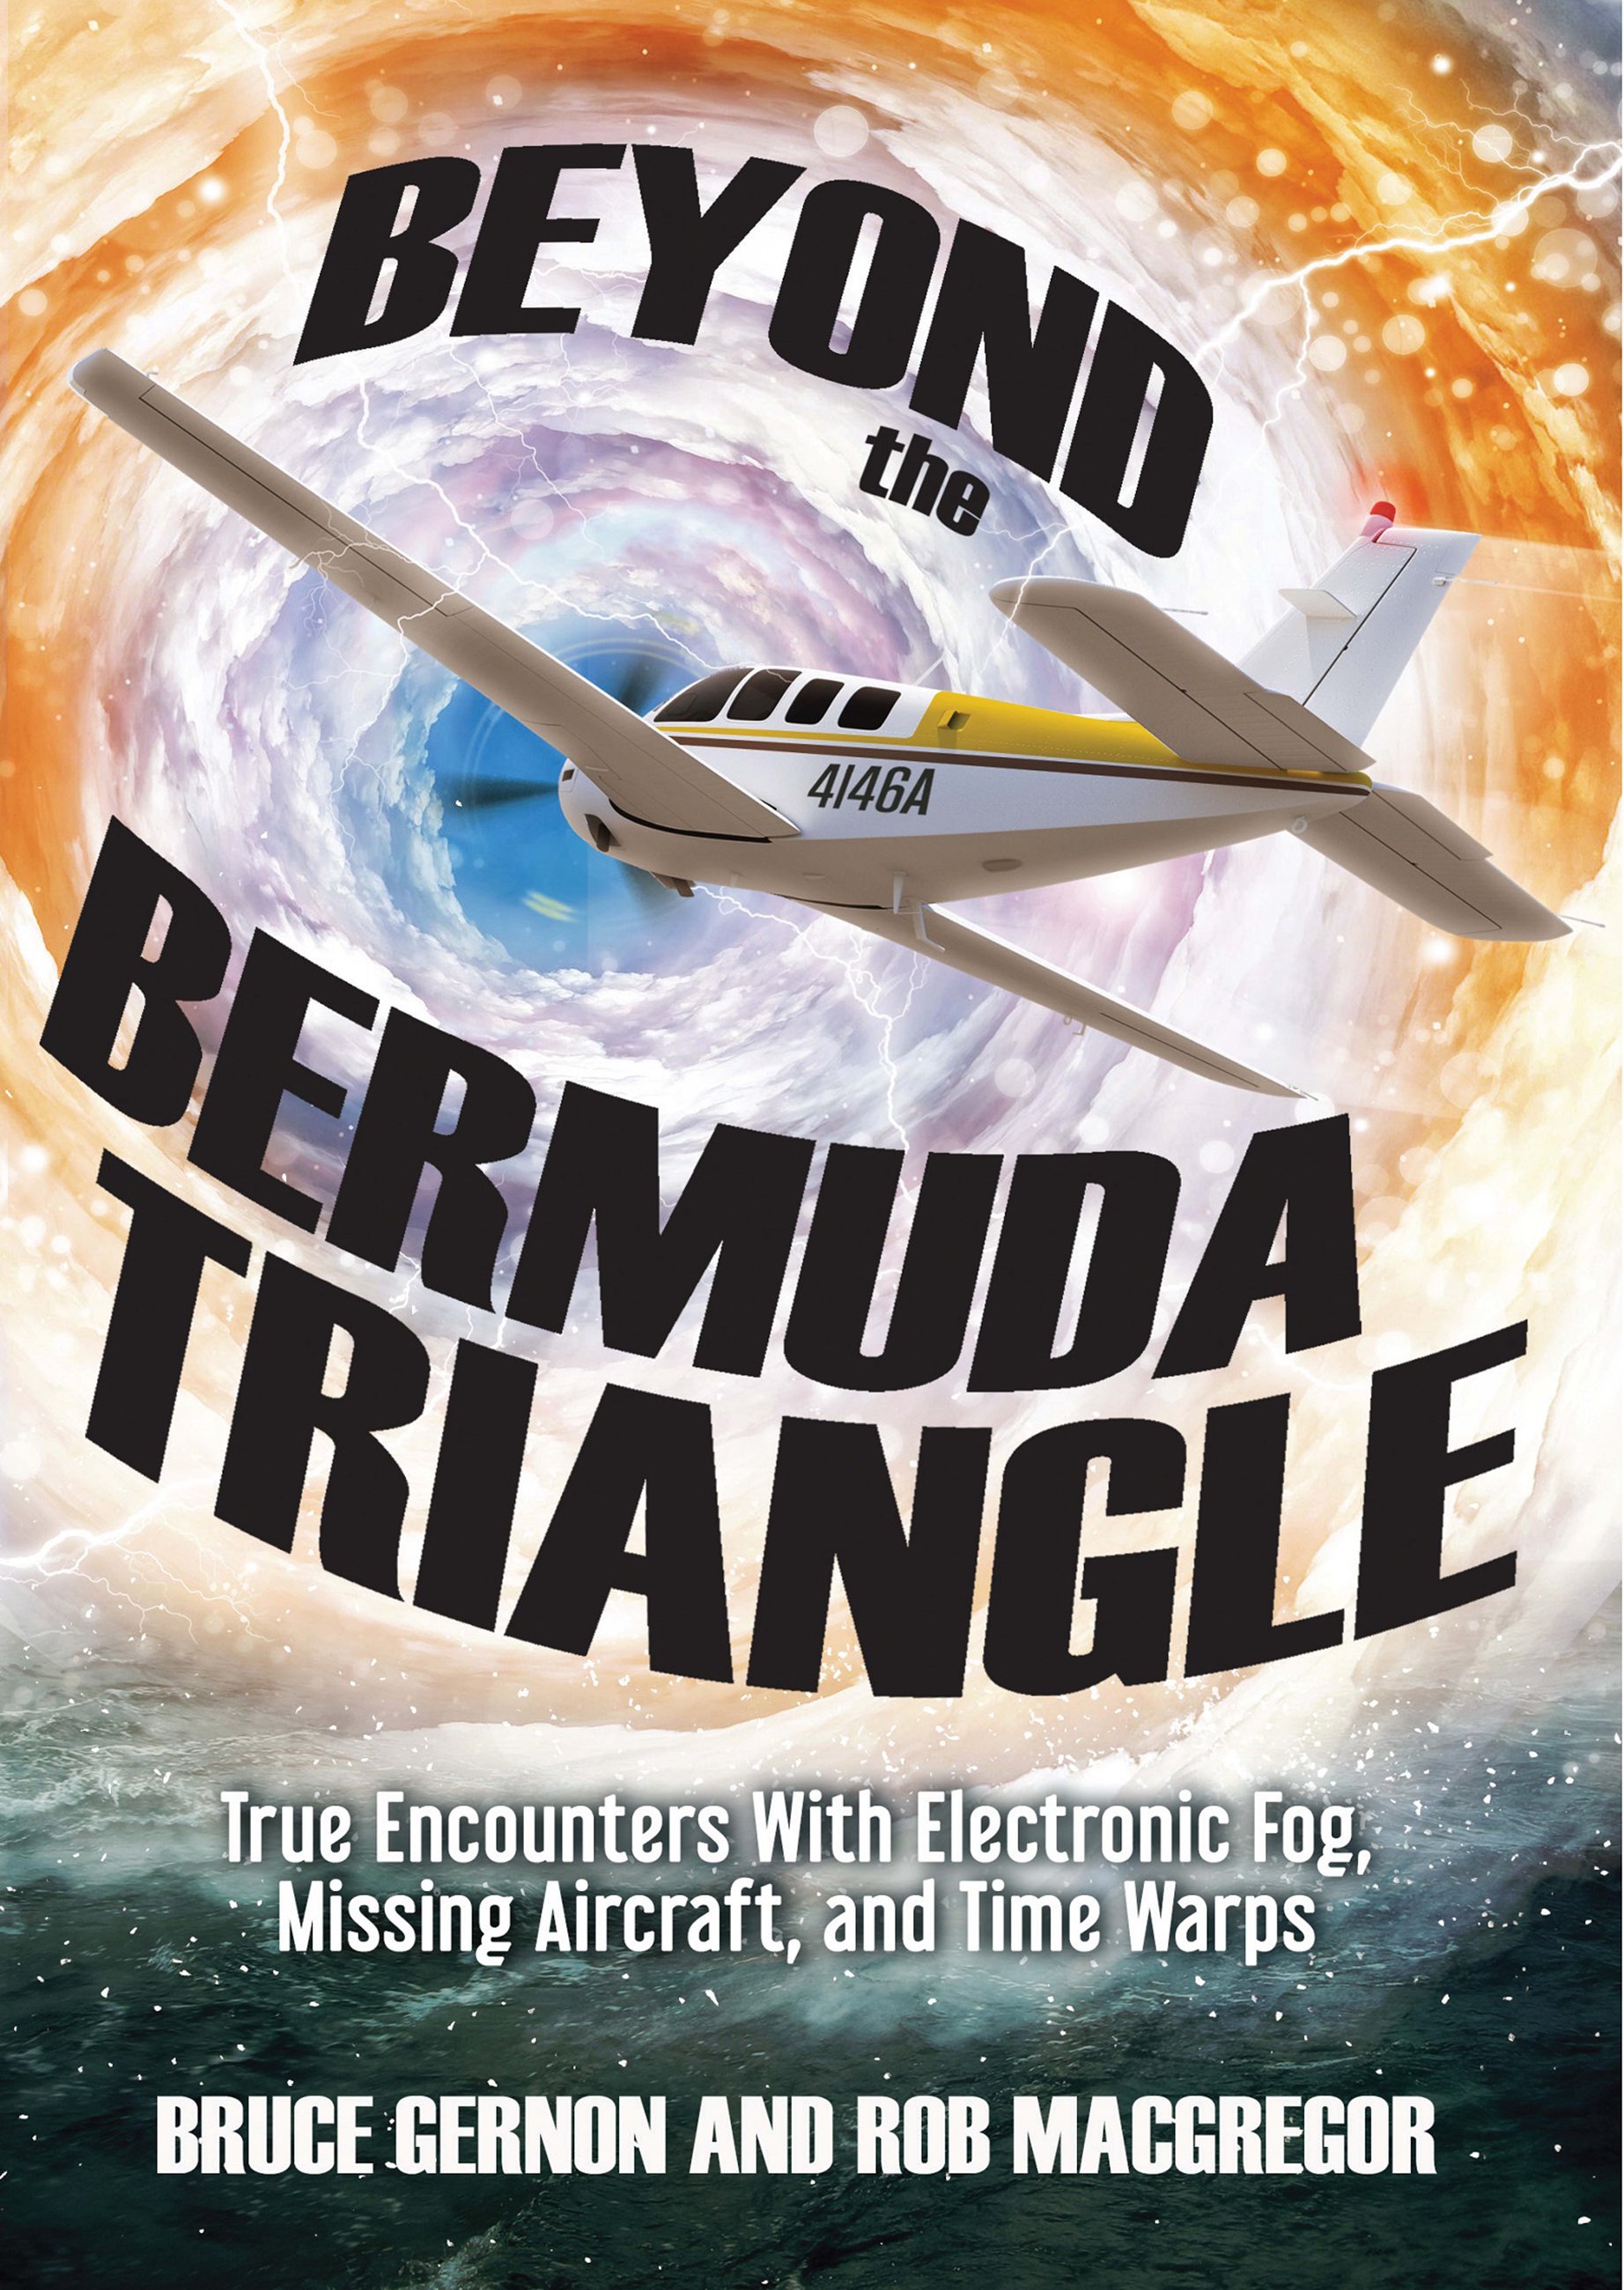 BEYOND
the
4146A
BERMUDA
TRIANGLE
True Encounters With Electronic Fog,
Missing Aircraft, and Time Warps
BRUCE GERNON AND ROB MACGREGOR